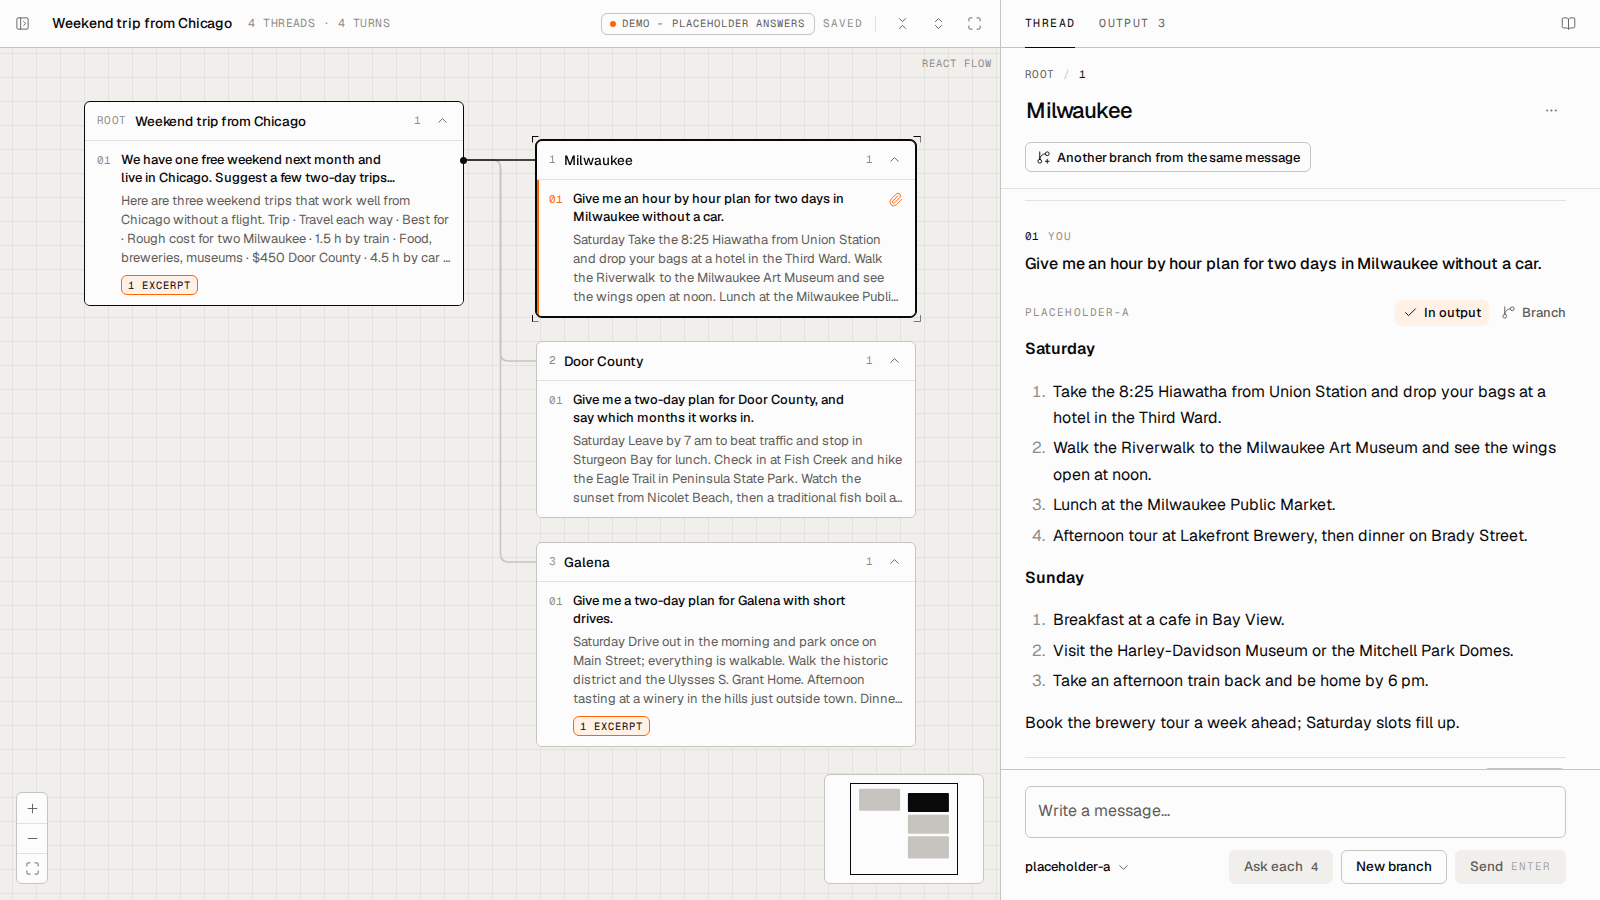 Weekend trip from Chicago 4 THREADS · 4 TURNS
DEMO - PLACEHOLDER ANSWERS SAVED
REACT FLOW
ROOT Weekend trip from Chicago 1
01 We have one free weekend next month and
live in Chicago. Suggest a few two-day trips...
Here are three weekend trips that work well from
Chicago without a flight. Trip · Travel each way · Best for
· Rough cost for two Milwaukee · 1.5 h by train · Food,
breweries, museums · $450 Door County · 4.5 h by car ...
1 EXCERPT
1 Milwaukee 1
01 Give me an hour by hour plan for two days in
Milwaukee without a car.
Saturday Take the 8:25 Hiawatha from Union Station
and drop your bags at a hotel in the Third Ward. Walk
the Riverwalk to the Milwaukee Art Museum and see
the wings open at noon. Lunch at the Milwaukee Publi...
2 Door County 1
01 Give me a two-day plan for Door County, and
say which months it works in.
Saturday Leave by 7 am to beat traffic and stop in
Sturgeon Bay for lunch. Check in at Fish Creek and hike
the Eagle Trail in Peninsula State Park. Watch the
sunset from Nicolet Beach, then a traditional fish boil a...
3 Galena 1
01 Give me a two-day plan for Galena with short
drives.
Saturday Drive out in the morning and park once on
Main Street; everything is walkable. Walk the historic
district and the Ulysses S. Grant Home. Afternoon
tasting at a winery in the hills just outside town. Dinne...
1 EXCERPT
THREAD OUTPUT 3
ROOT / 1
Milwaukee
Another branch from the same message
01 YOU
Give me an hour by hour plan for two days in Milwaukee without a car.
PLACEHOLDER-A In output Branch
Saturday
1. Take the 8:25 Hiawatha from Union Station and drop your bags at a
hotel in the Third Ward.
2. Walk the Riverwalk to the Milwaukee Art Museum and see the wings
open at noon.
3. Lunch at the Milwaukee Public Market.
4. Afternoon tour at Lakefront Brewery, then dinner on Brady Street.
Sunday
1. Breakfast at a cafe in Bay View.
2. Visit the Harley-Davidson Museum or the Mitchell Park Domes.
3. Take an afternoon train back and be home by 6 pm.
Book the brewery tour a week ahead; Saturday slots fill up.
Write a message...
placeholder-a Ask each 4 New branch Send ENTER